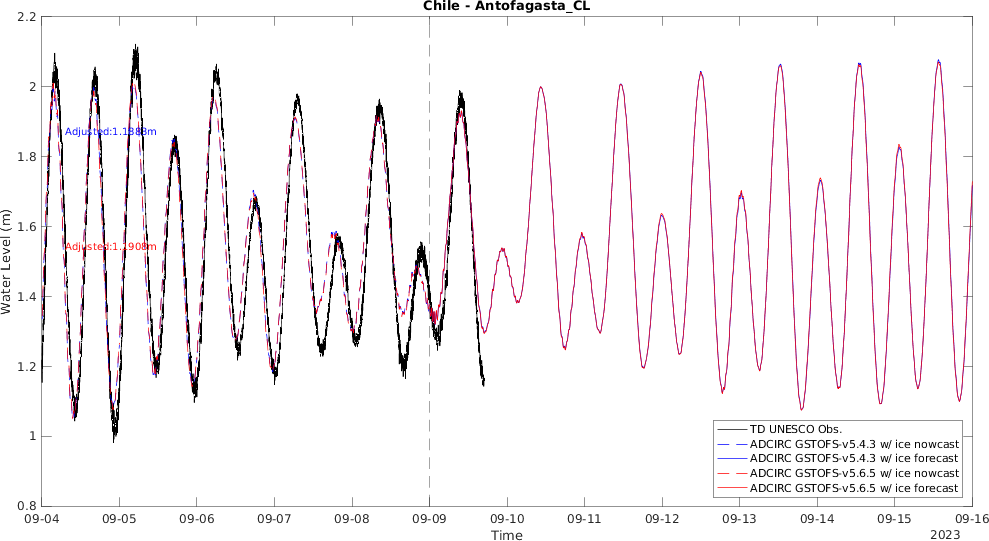 Chile - Antofagasta_CL
2.2
2
1.8
1.6
1.4
1.2
1
0.8
Water Level (m)
Adjusted:1.1383m
Adjusted:1.1908m
TD UNESCO Obs.
ADCIRC GSTOFS-v5.4.3 w/ ice nowcast
ADCIRC GSTOFS-v5.4.3 w/ ice forecast
ADCIRC GSTOFS-v5.6.5 w/ ice nowcast
ADCIRC GSTOFS-v5.6.5 w/ ice forecast
09-04 09-05 09-06 09-07 09-08 09-09 09-10 09-11 09-12 09-13 09-14 09-15 09-16
Time
2023